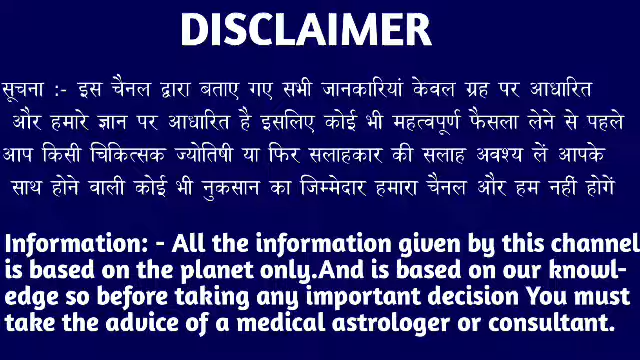 DISCLAIMER
सूचना :- इस चैनल द्वारा बताए गए सभी जानकारियां केवल ग्रह पर आधारित
और हमारे ज्ञान पर आधारित है इसलिए कोई भी महत्वपूर्ण फैसला लेने से पहले
आप किसी चिकित्सक ज्योतिषी या फिर सलाहकार की सलाह अवश्य लें आपके
साथ होने वाली कोई भी नुकसान का जिम्मेदार हमारा चैनल और हम नहीं होगें
Information: - All the information given by this channel
is based on the planet only.And is based on our knowl-
edge so before taking any important decision You must
take the advice of a medical astrologer or consultant.